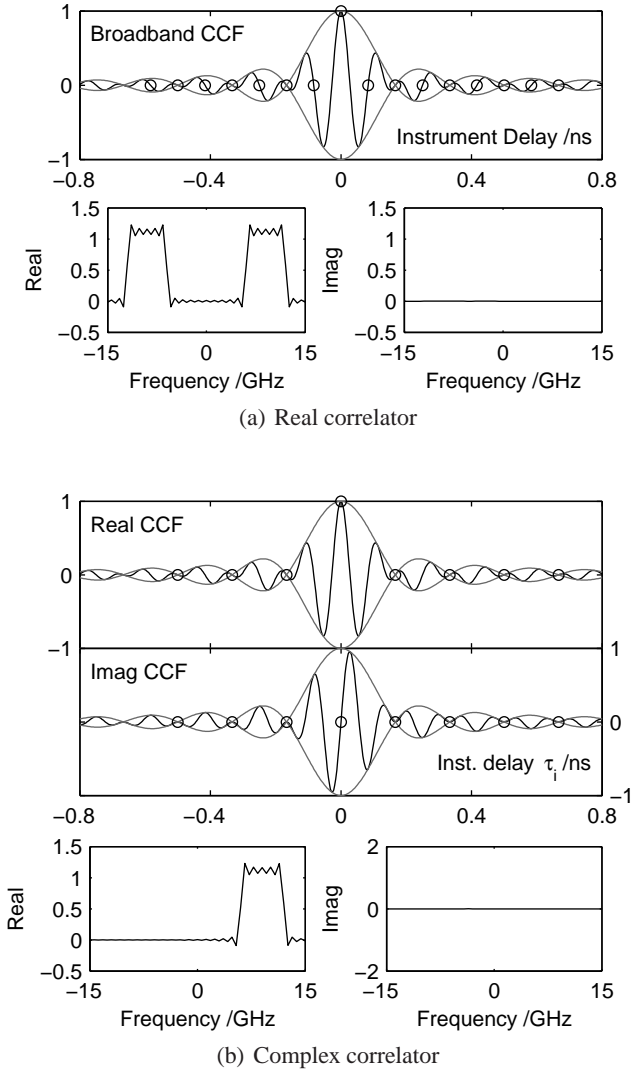 1
Broadband CCF
0
Instrument Delay /ns
−1
−0.8 −0.4 0 0.4 0.8
1.5
1
0.5
0
−0.5
Real
−15 0 15
Frequency /GHz
1.5
1
0.5
0
−0.5
Imag
−15 0 15
Frequency /GHz
(a) Real correlator
1
Real CCF
0
−1 1
Imag CCF
0
Inst. delay τi /ns
−1
−0.8 −0.4 0 0.4 0.8
1.5
1
0.5
0
−0.5
Real
−15 0 15
Frequency /GHz
2
0
−2
Imag
−15 0 15
Frequency /GHz
(b) Complex correlator